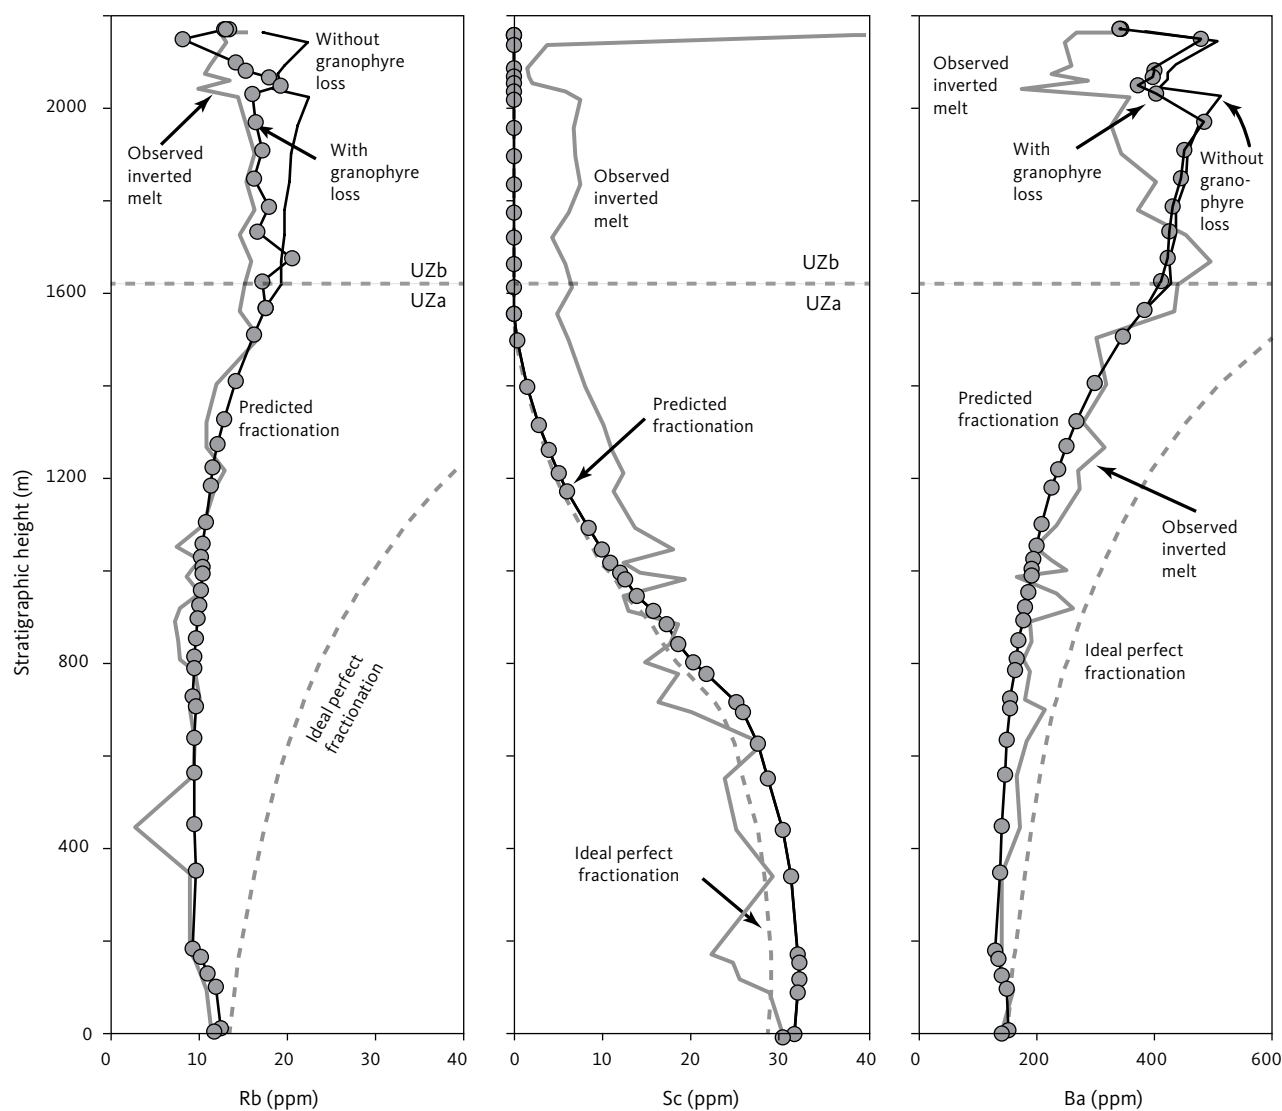 Stratigraphic height (m)
2000
1600
1200
800
400
0
Without
granophyre
loss
Observed
inverted
melt
With
granophyre
loss
UZb
UZa
Predicted
fractionation
Ideal perfect
fractionation
0
10
20
30
40
Rb (ppm)
Observed
inverted
melt
UZb
UZa
Predicted
fractionation
Ideal perfect
fractionation
0
10
20
30
40
Sc (ppm)
Observed
inverted
melt
With
granophyre
loss
Without
grano-
phyre
loss
Predicted
fractionation
Observed
inverted
melt
Ideal perfect
fractionation
0
200
400
600
Ba (ppm)